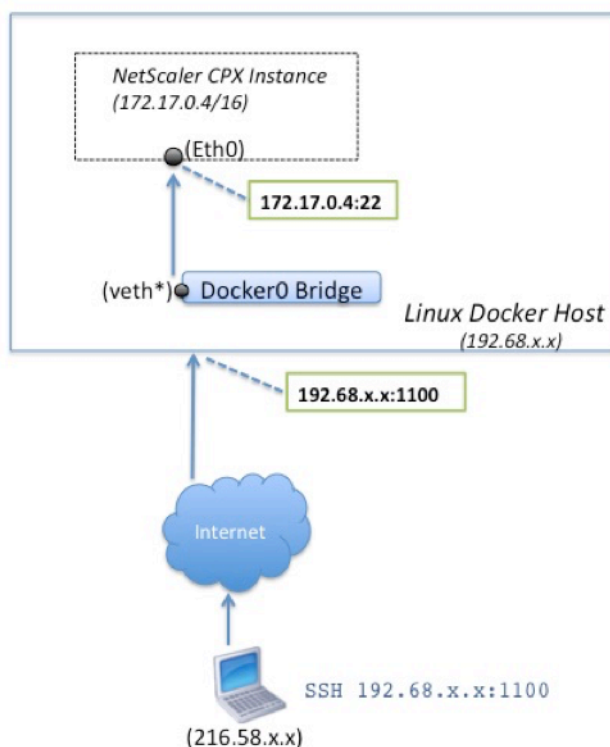 NetScaler CPX Instance
(172.17.0.4/16)
(Eth0)
172.17.0.4:22
(veth*)
Docker0 Bridge
Linux Docker Host
(192.68.x.x)
192.68.x.x:1100
Internet
SSH 192.68.x.x:1100
(216.58.x.x)